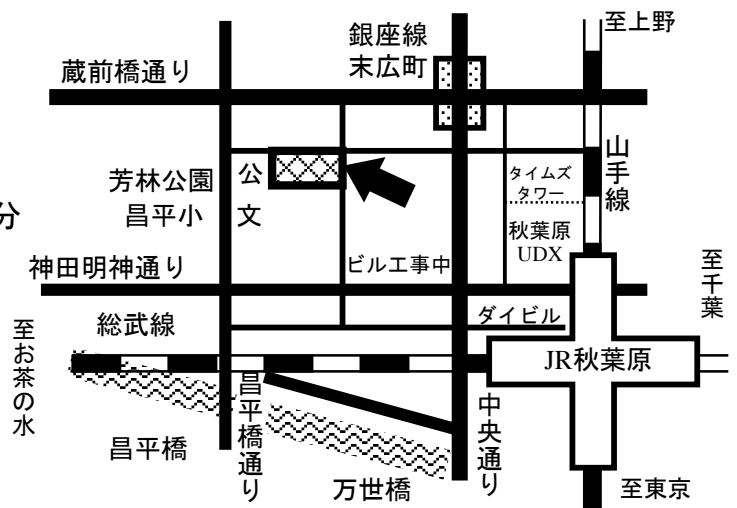 至上野
銀座線
末広町
蔵前橋通り
山手線
芳林公園
昌平小
公文
タイムズ
タワー
分
秋葉原
UDX
神田明神通り
ビル工事中
至千葉
総武線
ダイビル
至お茶の水
JR秋葉原
昌平橋
昌平橋通り
万世橋
中央通り
至東京